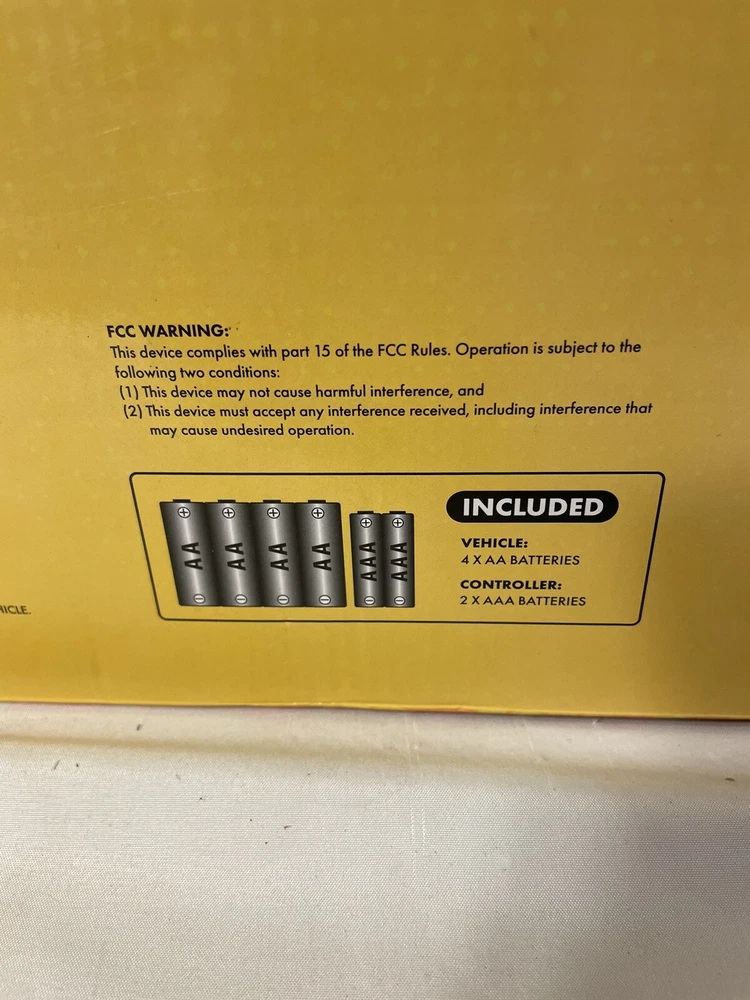 FCC WARNING:
This device complies with part 15 of the FCC Rules. Operation is subject to the
following two conditions:
(1) This device may not cause harmful interference, and
(2) This device must accept any interference received, including interference that
may cause undesired operation.
AA AA AA AA AAA AAA
INCLUDED
VEHICLE:
4 X AA BATTERIES
CONTROLLER:
2 X AAA BATTERIES